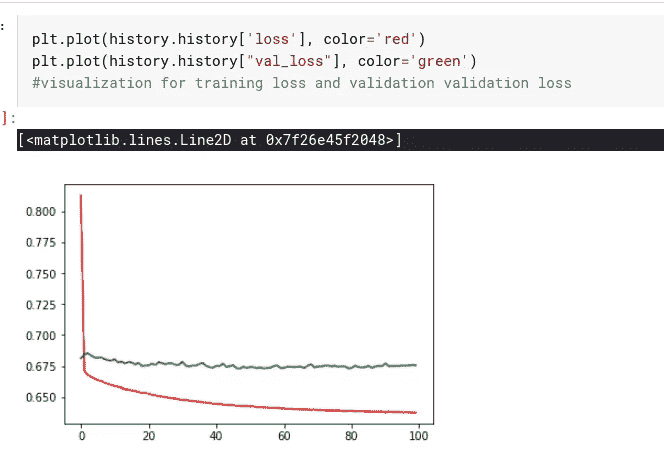 :
plt.plot(history.history['loss'], color='red')
plt.plot(history.history["val_loss"], color='green')
#visualization for training loss and validation validation loss
]:
[<matplotlib.lines.Line2D at 0x7f26e45f2048>]
0.800
0.775
0.750
0.725
0.700
0.675
0.650
0 20 40 60 80 100